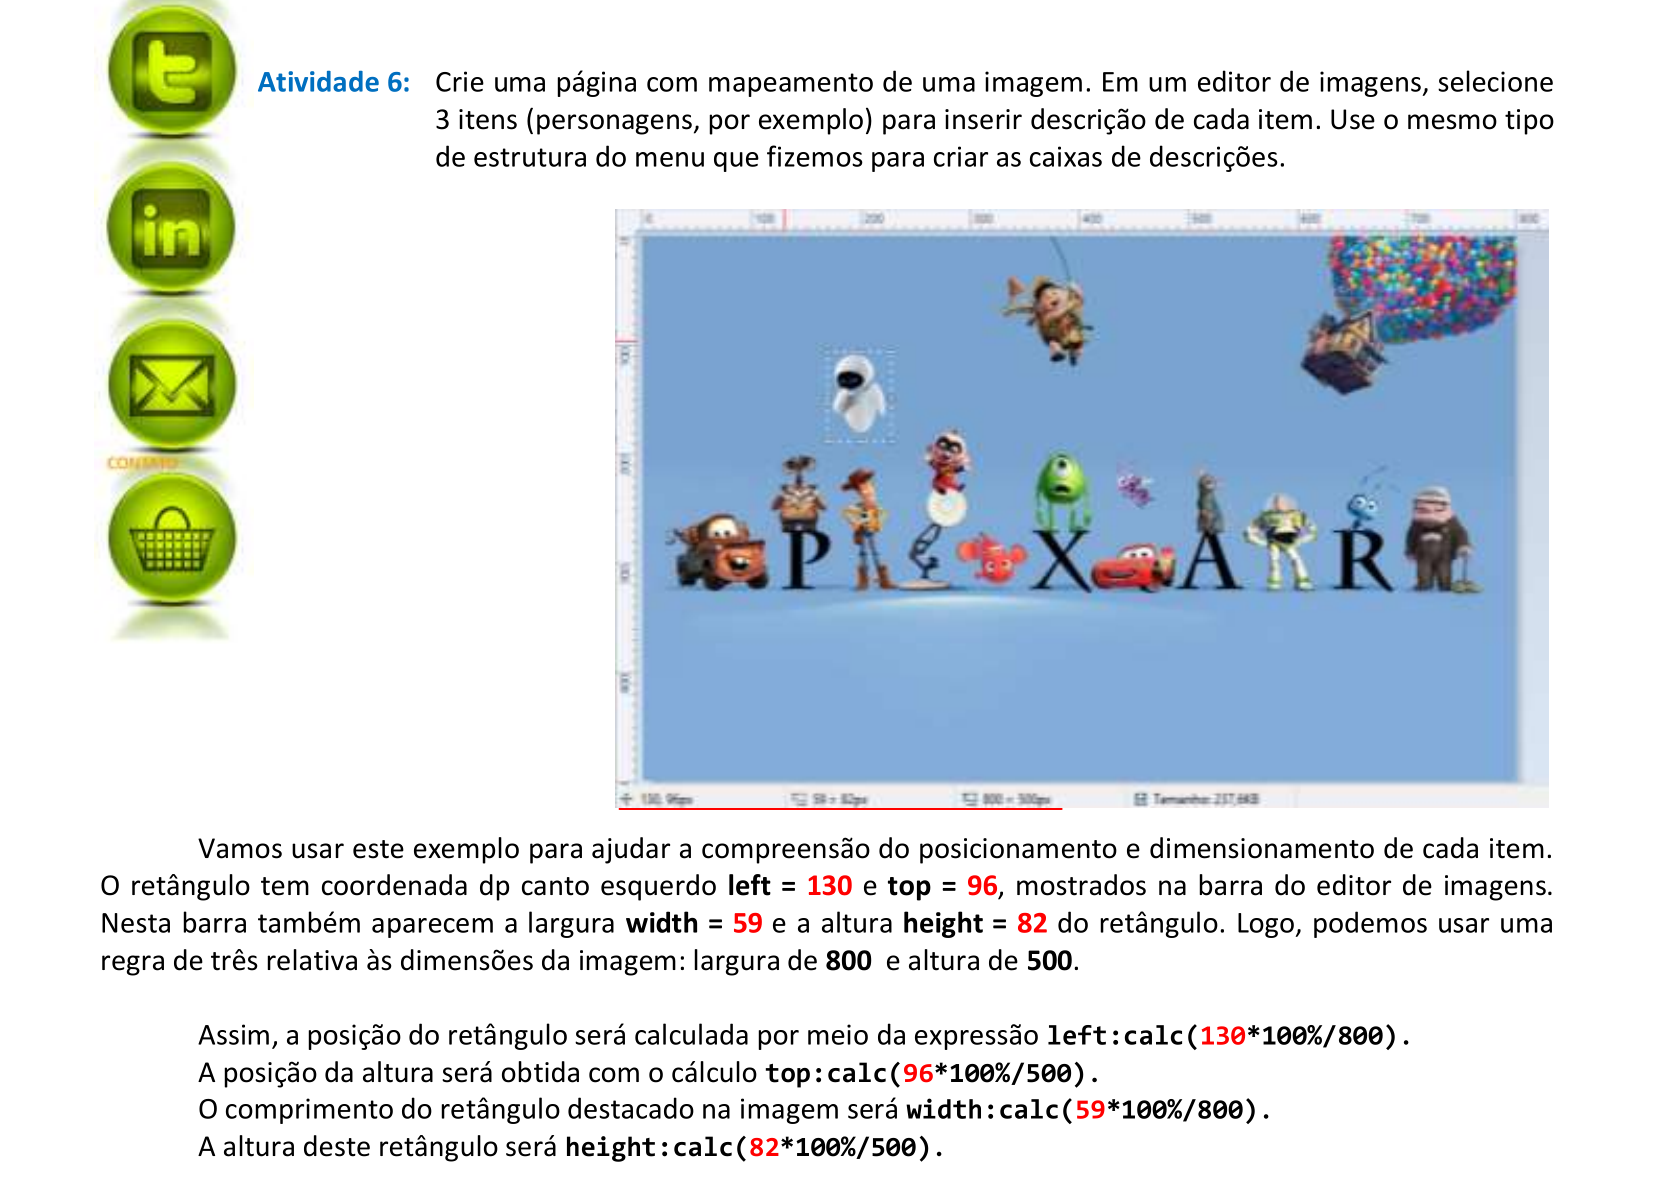 Atividade 6: Crie uma página com mapeamento de uma imagem. Em um editor de imagens, selecione
3 itens (personagens, por exemplo) para inserir descrição de cada item. Use o mesmo tipo
de estrutura do menu que fizemos para criar as caixas de descrições.
t
in
CONTATO
0 100 200 300 400 500 600 700 800
0
100
200
300
400
P I X A R
130, 96px 59 × 82px 800 × 500px Tamanho: 237,6KB
Vamos usar este exemplo para ajudar a compreensão do posicionamento e dimensionamento de cada item.
O retângulo tem coordenada dp canto esquerdo left = 130 e top = 96, mostrados na barra do editor de imagens.
Nesta barra também aparecem a largura width = 59 e a altura height = 82 do retângulo. Logo, podemos usar uma
regra de três relativa às dimensões da imagem: largura de 800 e altura de 500.
Assim, a posição do retângulo será calculada por meio da expressão left:calc(130*100%/800).
A posição da altura será obtida com o cálculo top:calc(96*100%/500).
O comprimento do retângulo destacado na imagem será width:calc(59*100%/800).
A altura deste retângulo será height:calc(82*100%/500).